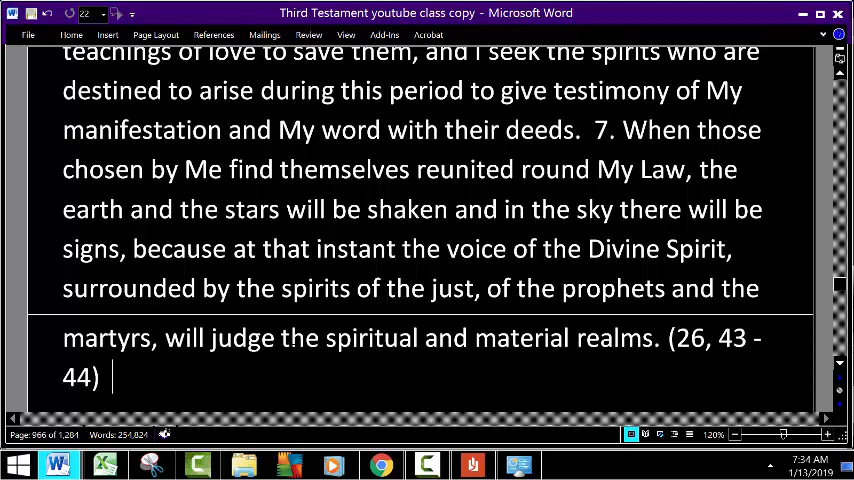 22
Third Testament youtube class copy - Microsoft Word
File Home Insert Page Layout References Mailings Review View Add-Ins Acrobat
teachings of love to save them, and I seek the spirits who are
destined to arise during this period to give testimony of My
manifestation and My word with their deeds.  7. When those
chosen by Me find themselves reunited round My Law, the
earth and the stars will be shaken and in the sky there will be
signs, because at that instant the voice of the Divine Spirit,
surrounded by the spirits of the just, of the prophets and the
martyrs, will judge the spiritual and material realms. (26, 43 -
44)
Page: 966 of 1,284 Words: 254,824 120%
7:34 AM
1/13/2019